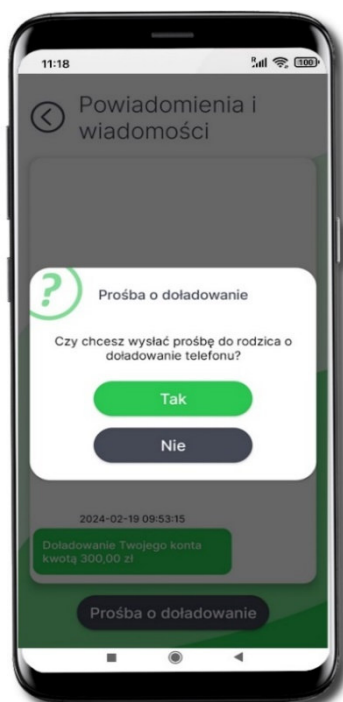 11:18
100
Powiadomienia i
wiadomości
?
Prośba o doładowanie
Czy chcesz wysłać prośbę do rodzica o
doładowanie telefonu?
Tak
Nie
2024-02-19 09:53:15
Doładowanie Twojego konta
kwotą 300,00 zł
Prośba o doładowanie